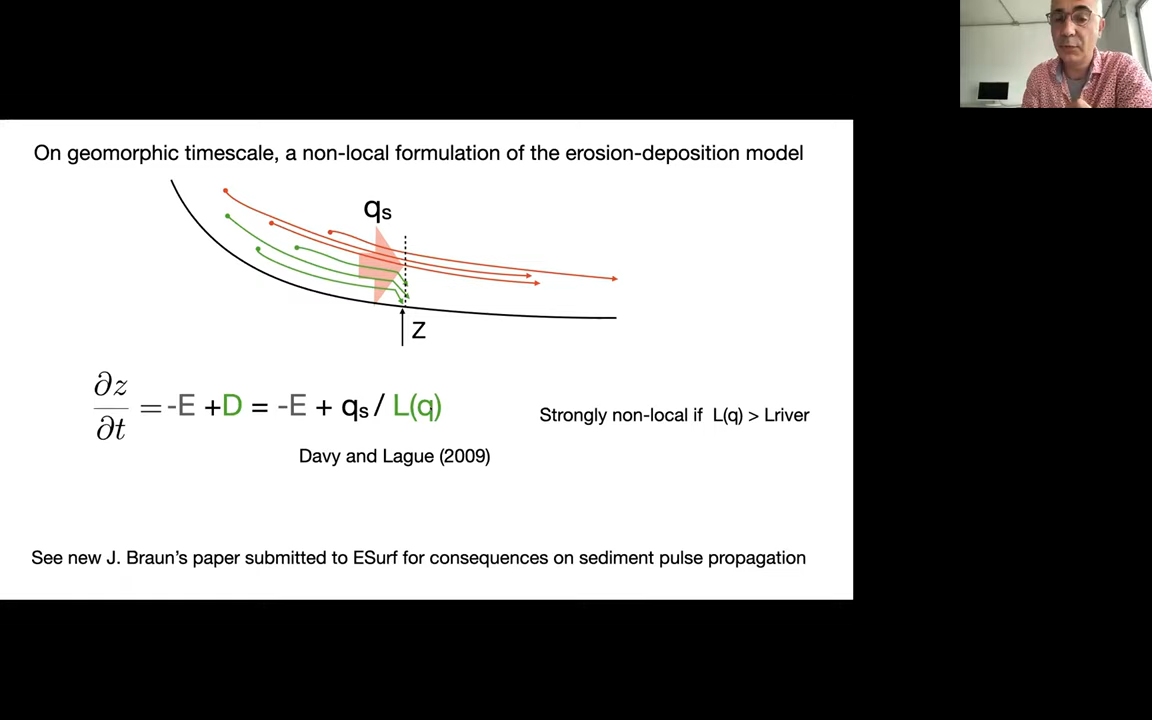 On geomorphic timescale, a non-local formulation of the erosion-deposition model
qs
z
∂z/∂t = -E +D = -E + qs / L(q)
Strongly non-local if L(q) > Lriver
Davy and Lague (2009)
See new J. Braun's paper submitted to ESurf for consequences on sediment pulse propagation